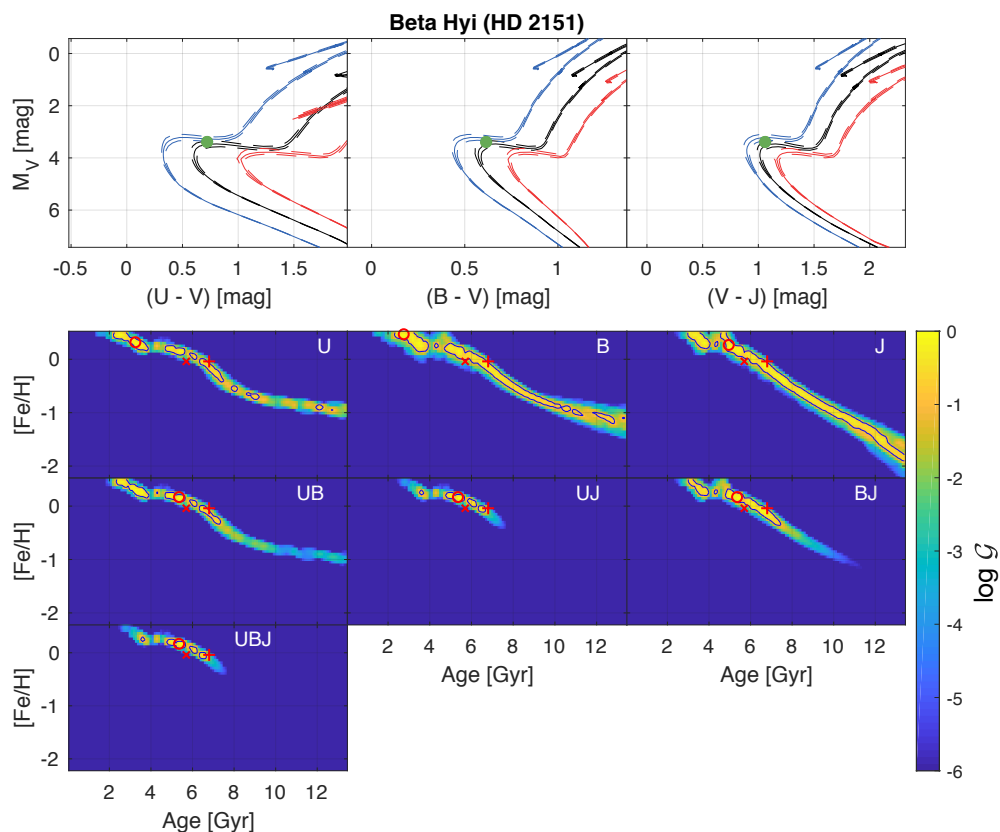 Beta Hyi (HD 2151)
M_V [mag]
0
2
4
6
-0.5 0 0.5 1 1.5
0 1
0 0.5 1 1.5 2
(U - V) [mag]
(B - V) [mag]
(V - J) [mag]
U
B
J
[Fe/H]
0
-1
-2
UB
UJ
BJ
[Fe/H]
0
-1
-2
UBJ
[Fe/H]
0
-1
-2
2 4 6 8 10 12
2 4 6 8 10 12
2 4 6 8 10 12
Age [Gyr]
Age [Gyr]
Age [Gyr]
0
-1
-2
-3
-4
-5
-6
log 𝒢